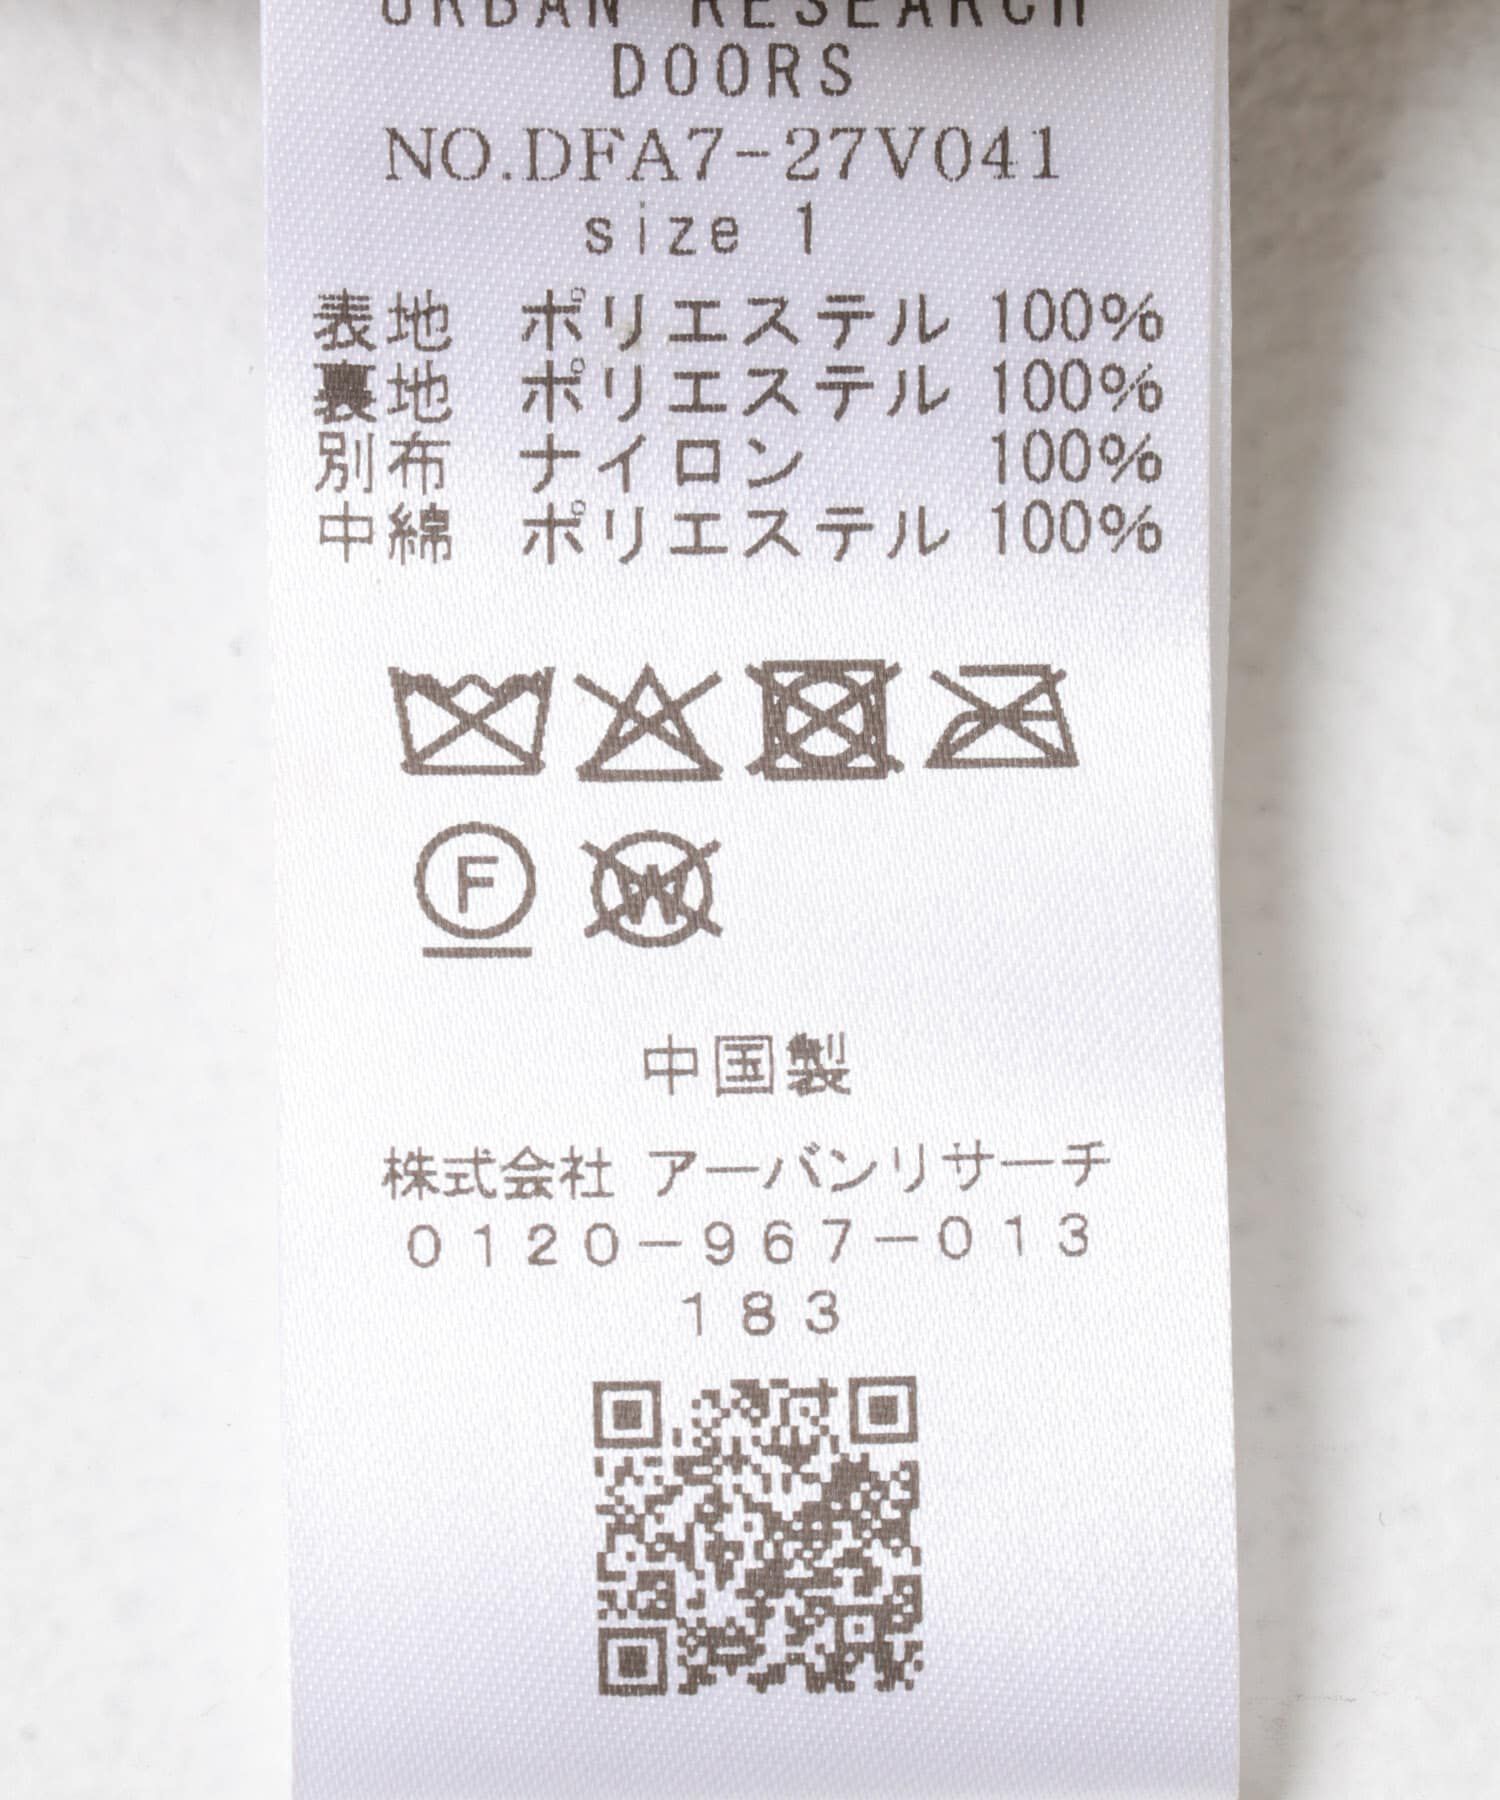 URBAN RESEARCH
DOORS
NO.DFA7-27V041
size 1
表地 ポリエステル 100%
裏地 ポリエステル 100%
別布 ナイロン 100%
中綿 ポリエステル 100%
F
W
中国製
株式会社 アーバンリサーチ
0120-967-013
183